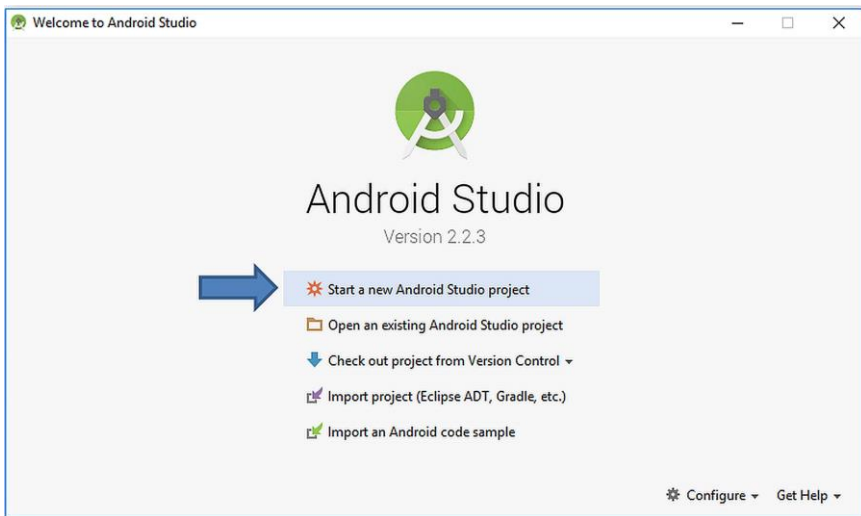 Welcome to Android Studio
Android Studio
Version 2.2.3
Start a new Android Studio project
Open an existing Android Studio project
Check out project from Version Control
Import project (Eclipse ADT, Gradle, etc.)
Import an Android code sample
Configure Get Help